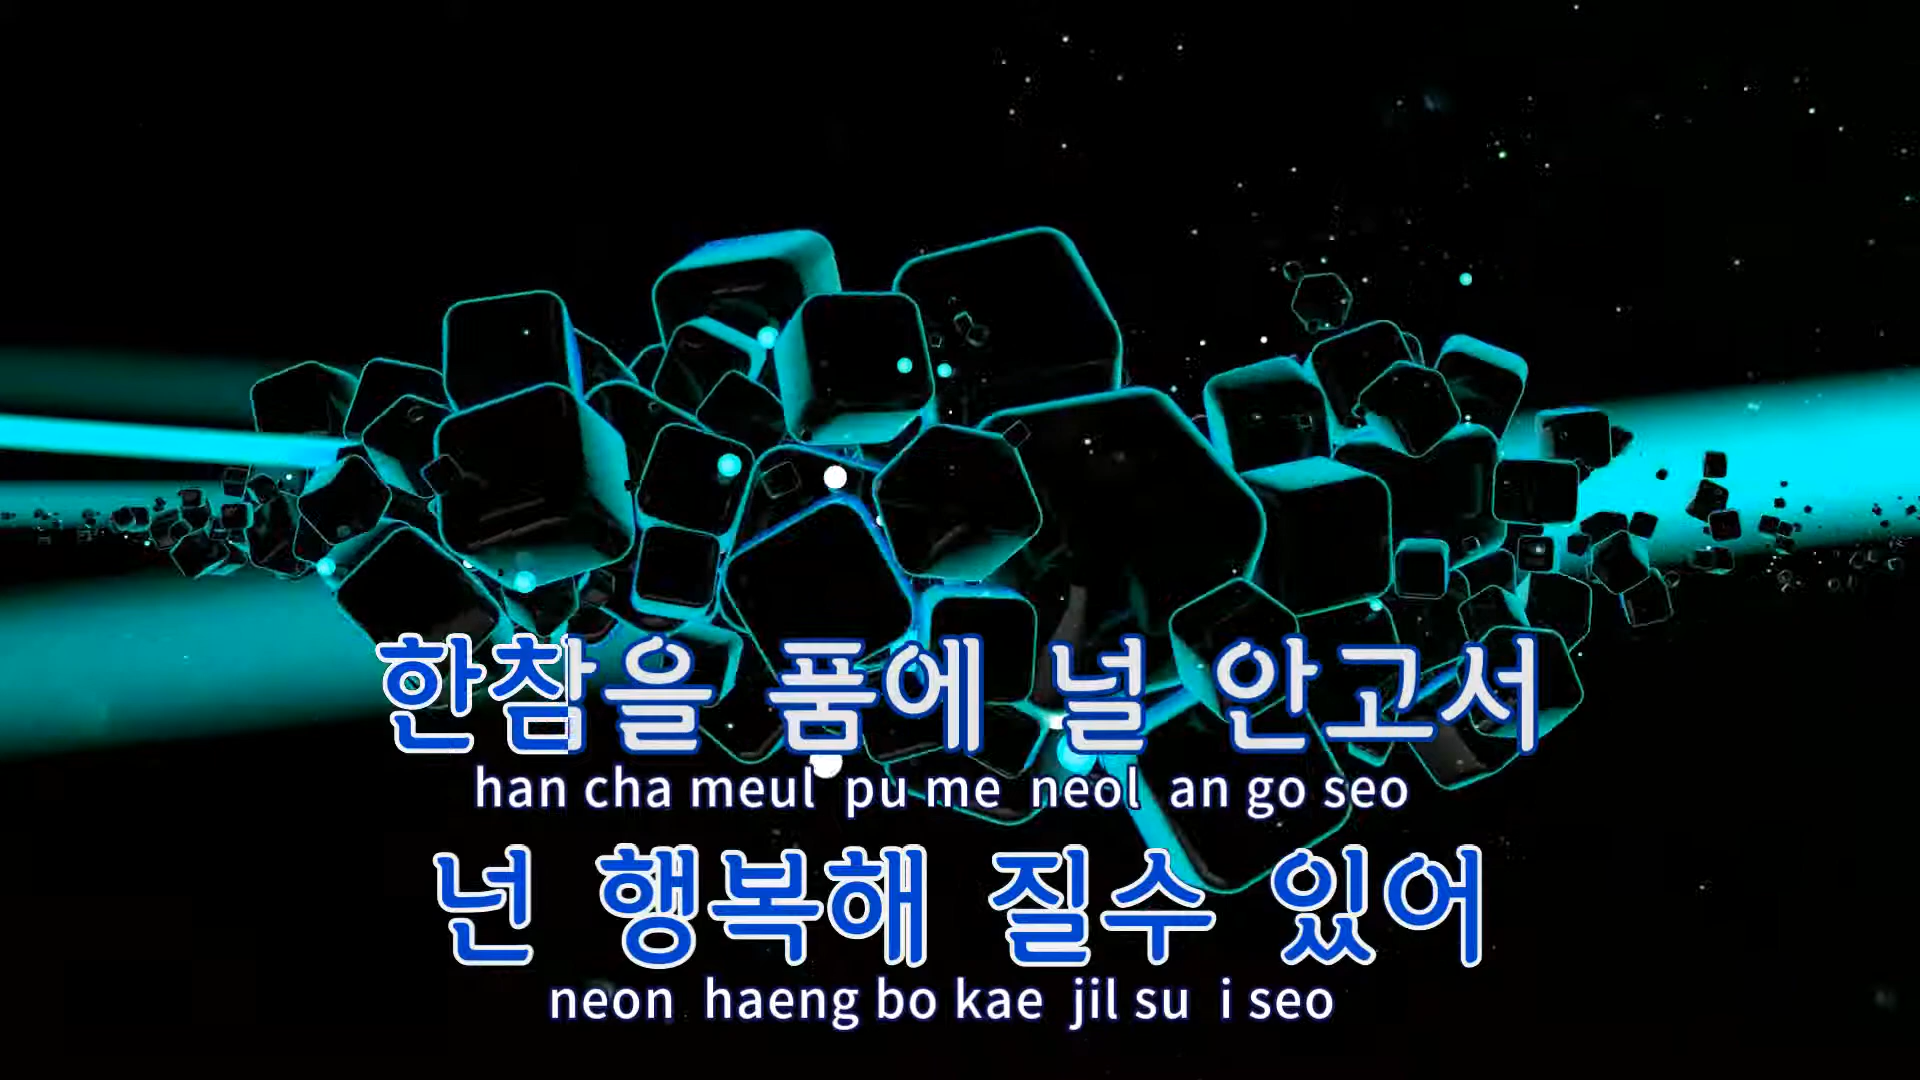 한참을 품에 널 안고서
han cha meul pu me neol an go seo
넌 행복해 질수 있어
neon haeng bo kae jil su i seo